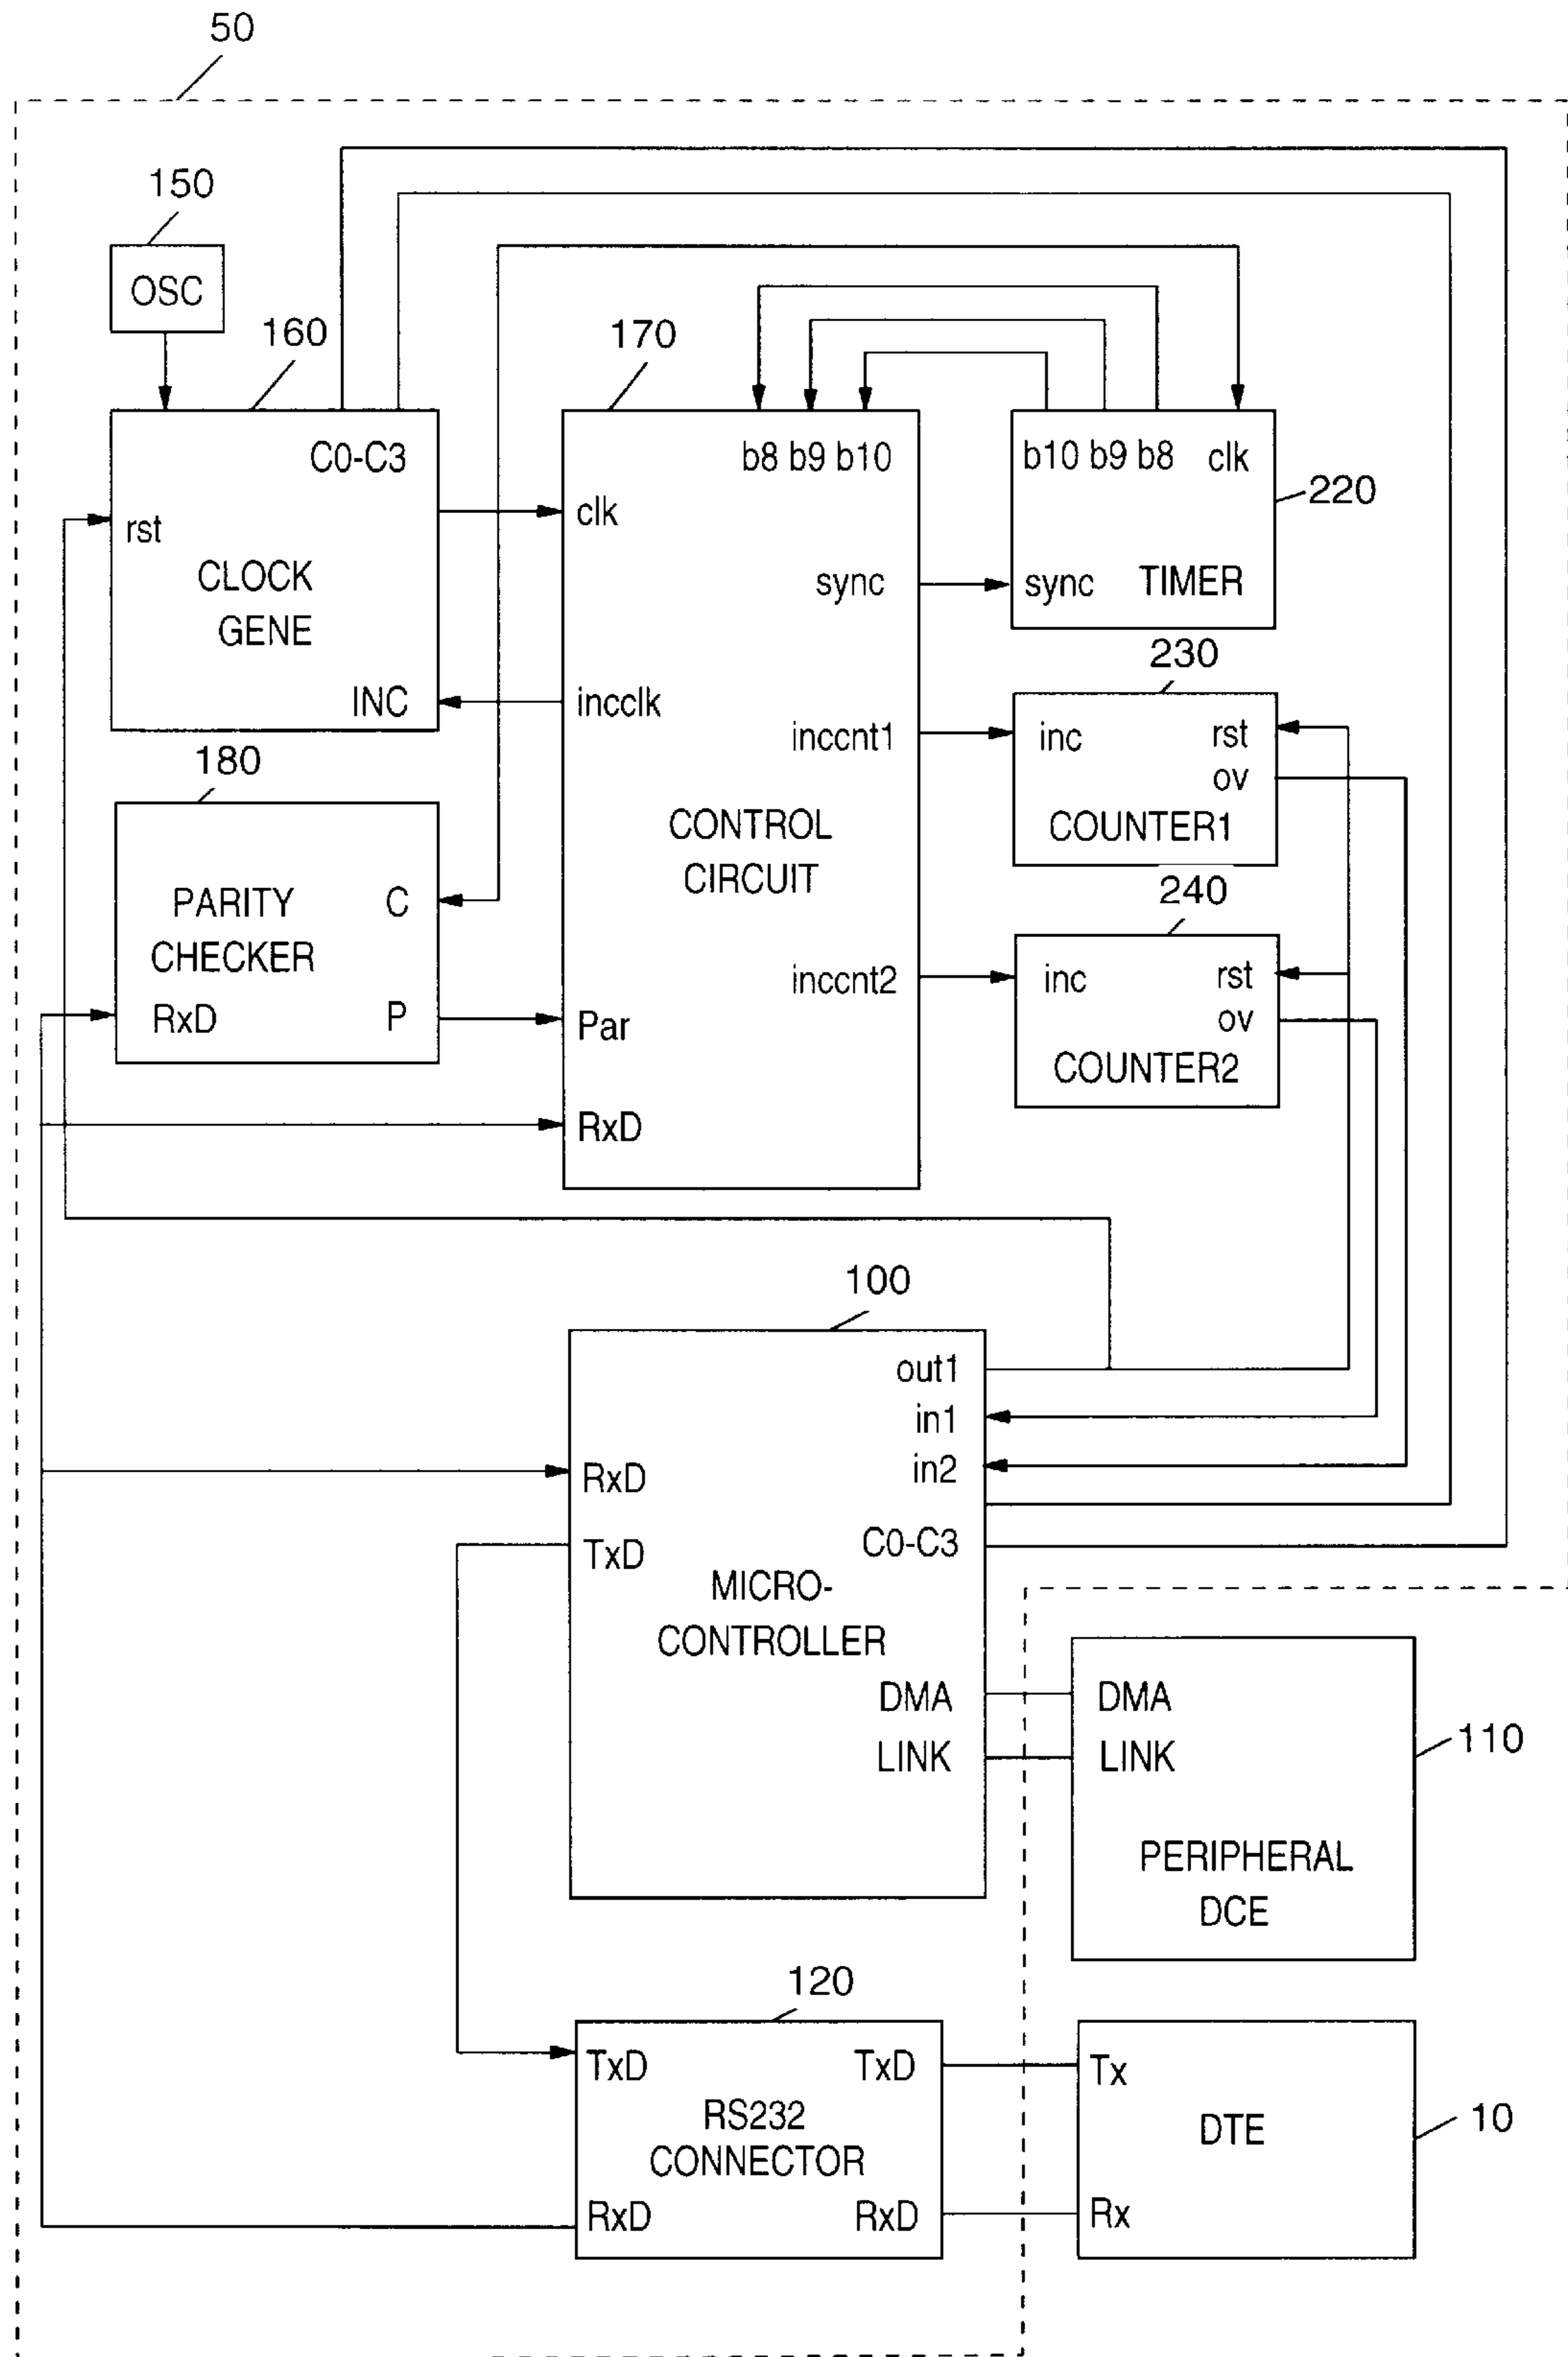 50
150
OSC
160
170
C0-C3
b8 b9 b10
b10 b9 b8 clk
220
rst
clk
CLOCK
GENE
sync
sync TIMER
INC
incclk
230
inccnt1
inc rst
ov
COUNTER1
180
CONTROL
CIRCUIT
PARITY
CHECKER
C
240
inccnt2
inc rst
ov
COUNTER2
RxD P
Par
RxD
100
out1
in1
in2
RxD
C0-C3
TxD
MICRO-
CONTROLLER
DMA
LINK
DMA
LINK
110
PERIPHERAL
DCE
120
TxD TxD
RS232
CONNECTOR
RxD RxD
Tx
DTE
10
Rx